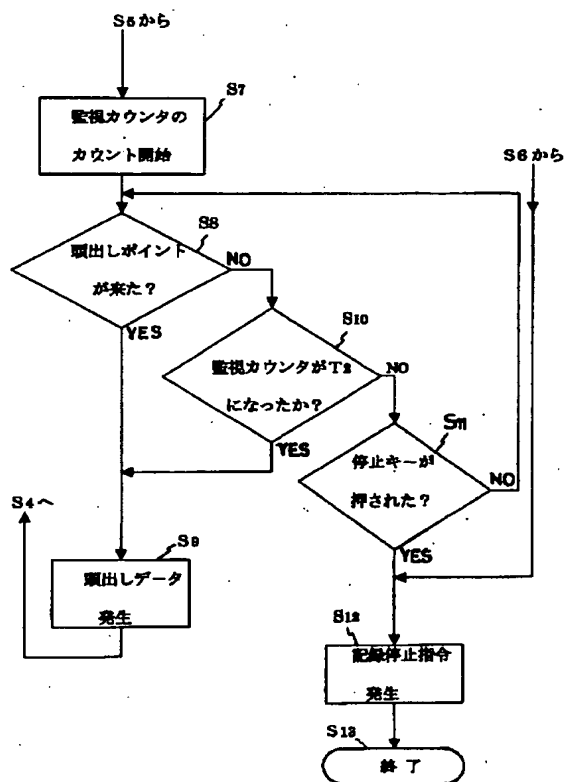 S5から
S7
監視カウンタの
カウント開始
S6から
S8
頭出しポイント
が来た？
NO
YES
S10
監視カウンタがT2
になったか？
NO
YES
S11
停止キーが
押された？
NO
YES
S4へ
S9
頭出しデータ
発生
S12
記録停止指令
発生
S13
終了